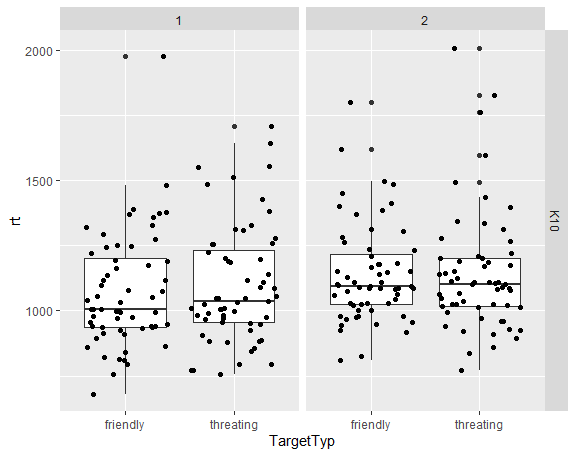 1 2
2000
1500
1000
rt
K10
friendly threating friendly threating
TargetTyp